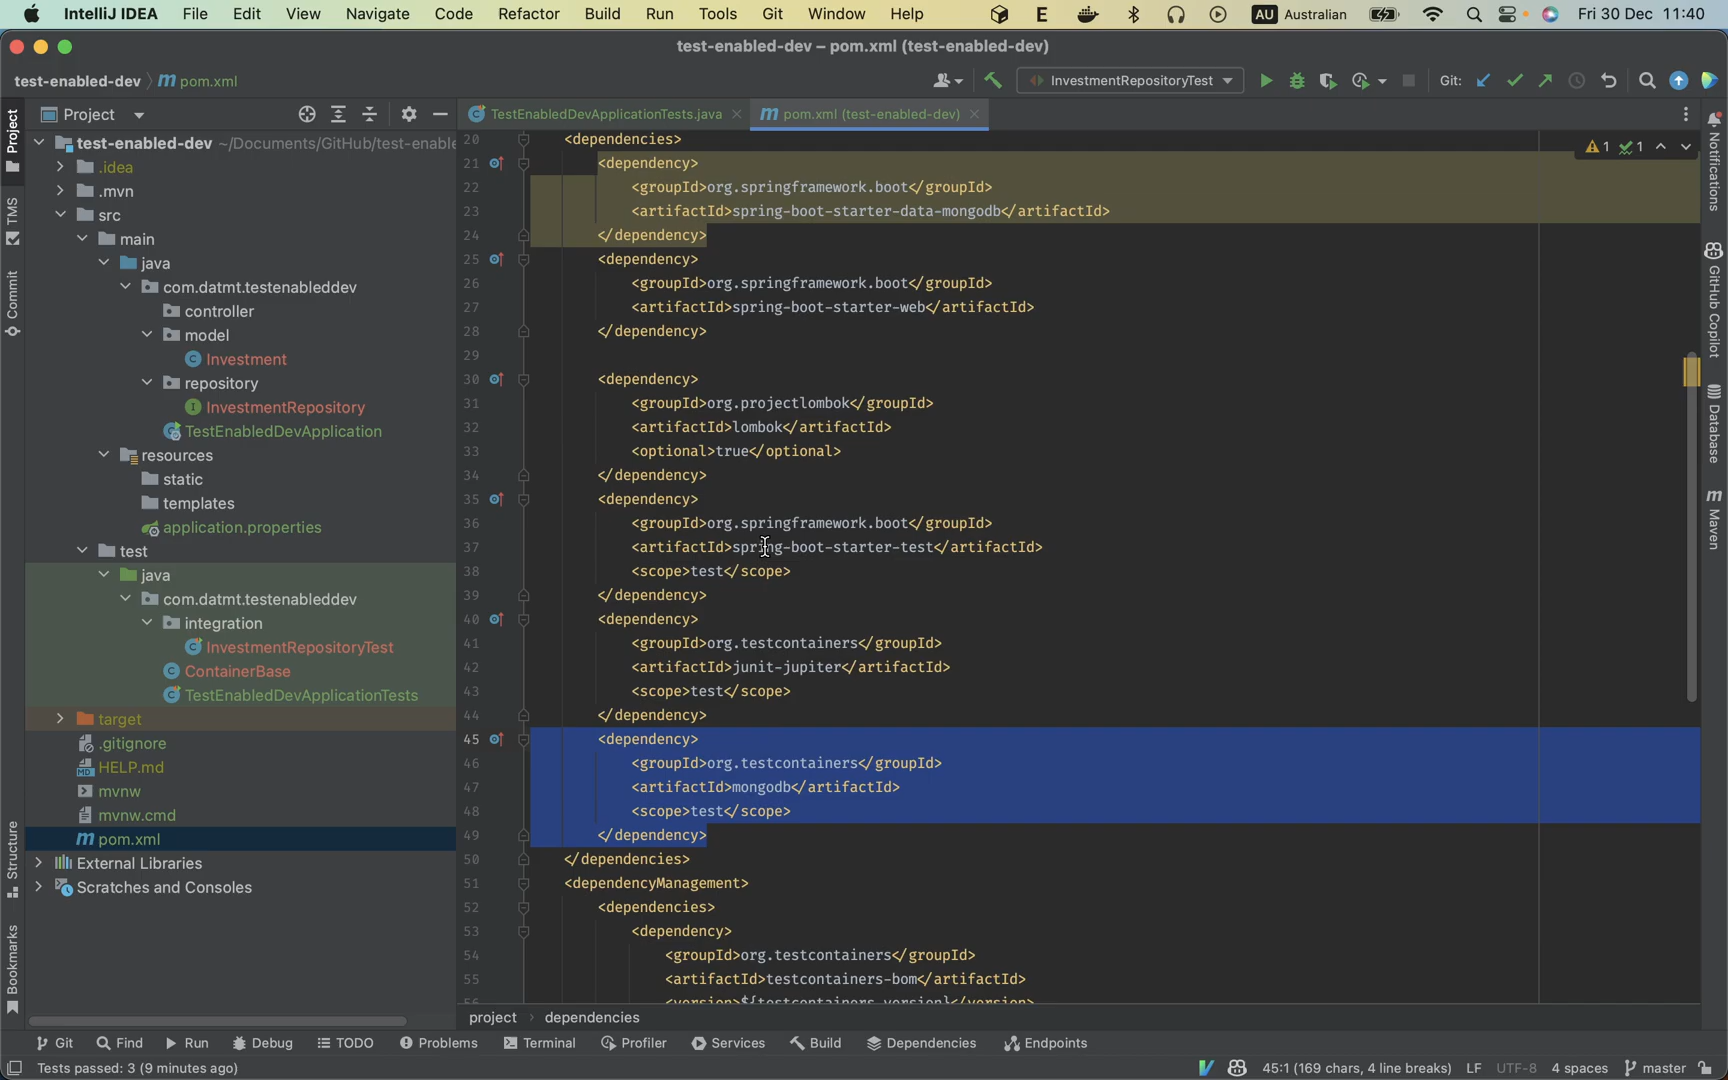 IntelliJ IDEA File Edit View Navigate Code Refactor Build Run Tools Git Window Help E AU Australian Fri 30 Dec 11:40
test-enabled-dev – pom.xml (test-enabled-dev)
test-enabled-dev 〉 m pom.xml
InvestmentRepositoryTest
Git:
Project
TestEnabledDevApplicationTests.java
m pom.xml (test-enabled-dev)
test-enabled-dev ~/Documents/GitHub/test-enable
.idea
.mvn
src
main
java
com.datmt.testenableddev
controller
model
Investment
repository
InvestmentRepository
TestEnabledDevApplication
resources
static
templates
application.properties
test
java
com.datmt.testenableddev
integration
InvestmentRepositoryTest
ContainerBase
TestEnabledDevApplicationTests
target
.gitignore
HELP.md
mvnw
mvnw.cmd
m pom.xml
External Libraries
Scratches and Consoles
20 <dependencies>
21 <dependency>
22 <groupId>org.springframework.boot</groupId>
23 <artifactId>spring-boot-starter-data-mongodb</artifactId>
24 </dependency>
25 <dependency>
26 <groupId>org.springframework.boot</groupId>
27 <artifactId>spring-boot-starter-web</artifactId>
28 </dependency>
29
30 <dependency>
31 <groupId>org.projectlombok</groupId>
32 <artifactId>lombok</artifactId>
33 <optional>true</optional>
34 </dependency>
35 <dependency>
36 <groupId>org.springframework.boot</groupId>
37 <artifactId>spring-boot-starter-test</artifactId>
38 <scope>test</scope>
39 </dependency>
40 <dependency>
41 <groupId>org.testcontainers</groupId>
42 <artifactId>junit-jupiter</artifactId>
43 <scope>test</scope>
44 </dependency>
45 <dependency>
46 <groupId>org.testcontainers</groupId>
47 <artifactId>mongodb</artifactId>
48 <scope>test</scope>
49 </dependency>
50 </dependencies>
51 <dependencyManagement>
52 <dependencies>
53 <dependency>
54 <groupId>org.testcontainers</groupId>
55 <artifactId>testcontainers-bom</artifactId>
56 <version>${testcontainers.version}</version>
1 1
Project
TMS
Commit
Structure
Bookmarks
Notifications
GitHub Copilot
Database
m Maven
project 〉 dependencies
Git Find Run Debug TODO Problems Terminal Profiler Services Build Dependencies Endpoints
Tests passed: 3 (9 minutes ago) 45:1 (169 chars, 4 line breaks) LF UTF-8 4 spaces master